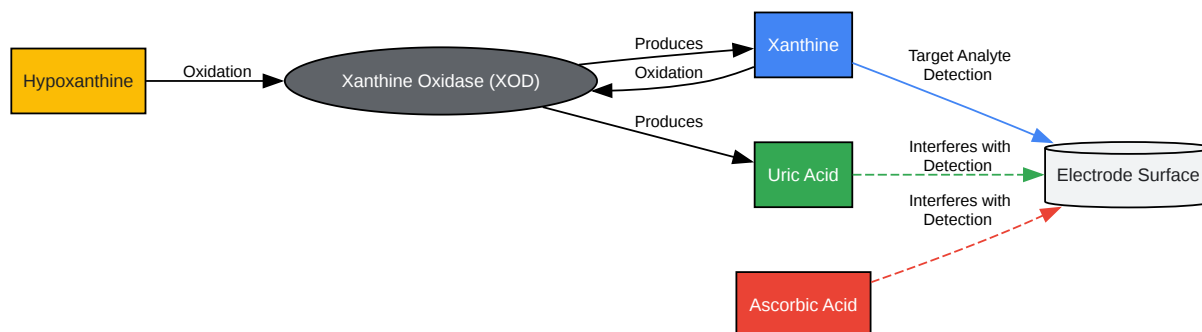 Hypoxanthine
Oxidation
Xanthine Oxidase (XOD)
Produces
Oxidation
Produces
Xanthine
Uric Acid
Ascorbic Acid
Target Analyte
Detection
Interferes with
Detection
Interferes with
Detection
Electrode Surface